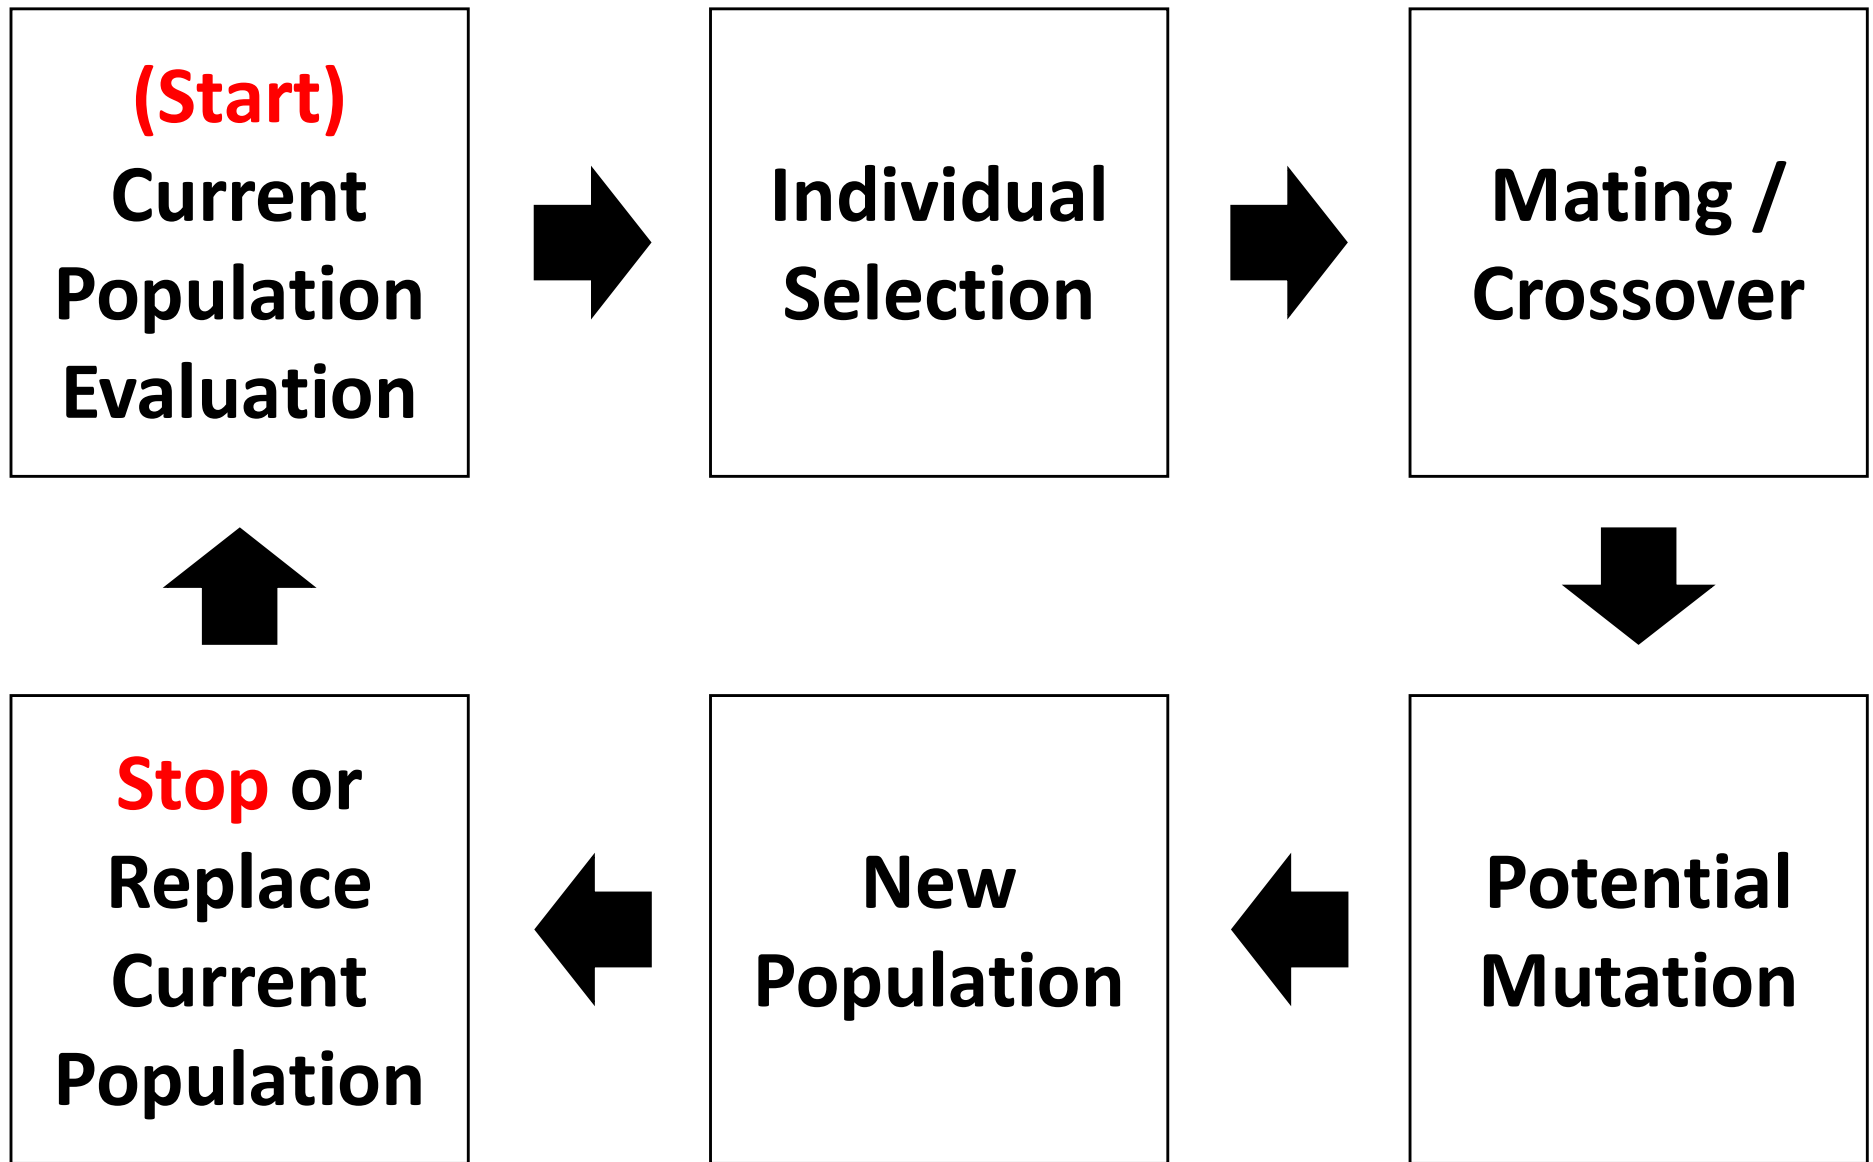 (Start)
Current
Population
Evaluation
Individual
Selection
Mating /
Crossover
Stop or
Replace
Current
Population
New
Population
Potential
Mutation